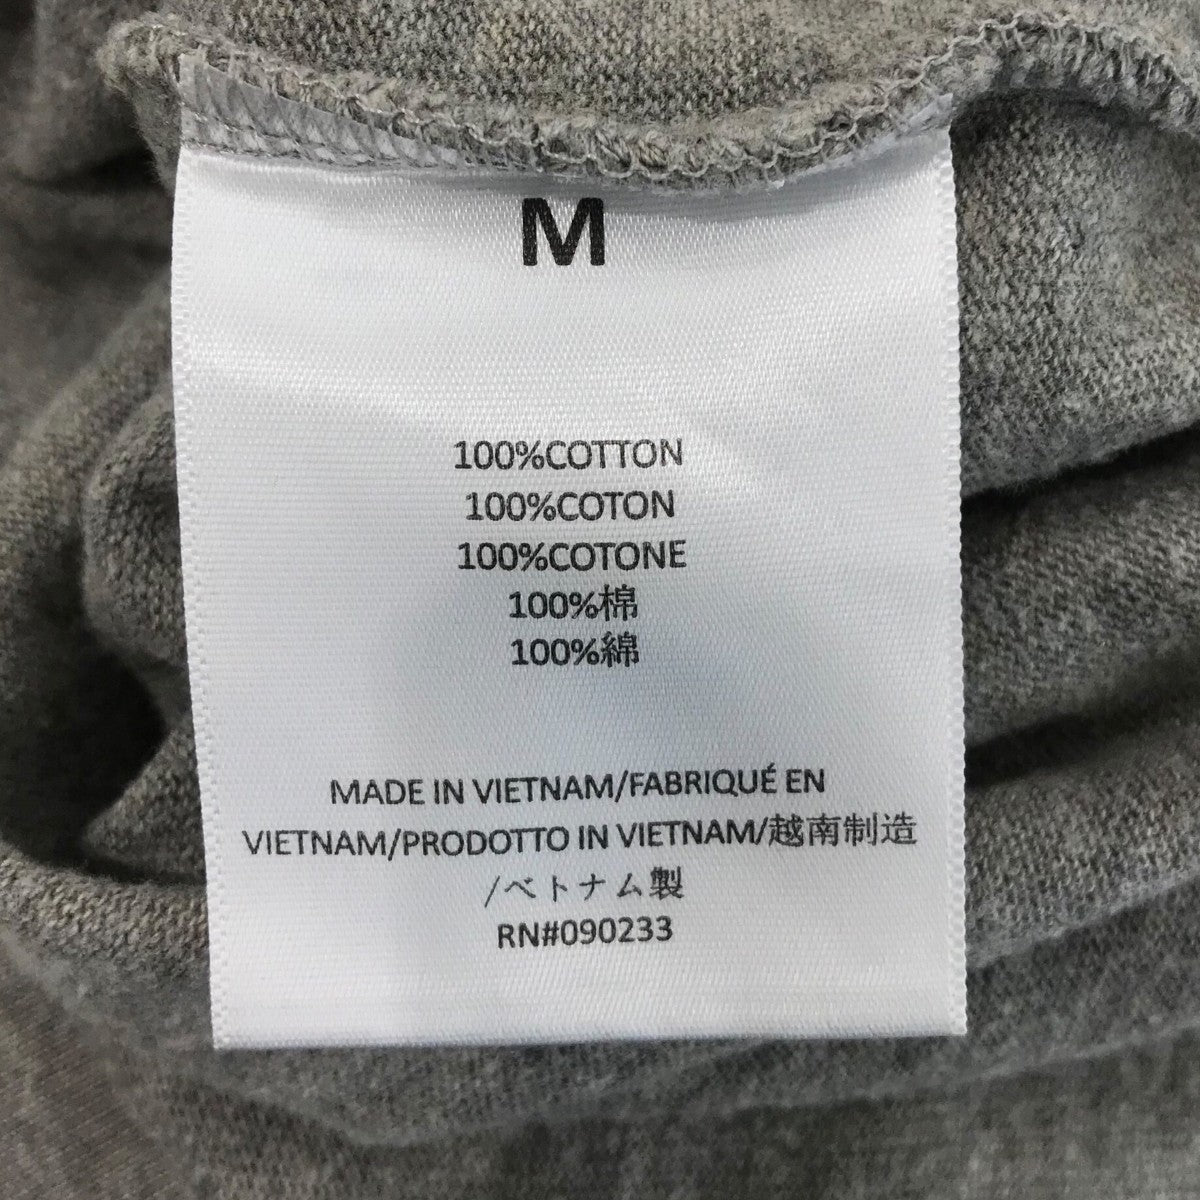 M
100%COTTON
100%COTON
100%COTONE
100%棉
100%綿
MADE IN VIETNAM/FABRIQUÉ EN
VIETNAM/PRODOTTO IN VIETNAM/越南制造
/ベトナム製
RN#090233